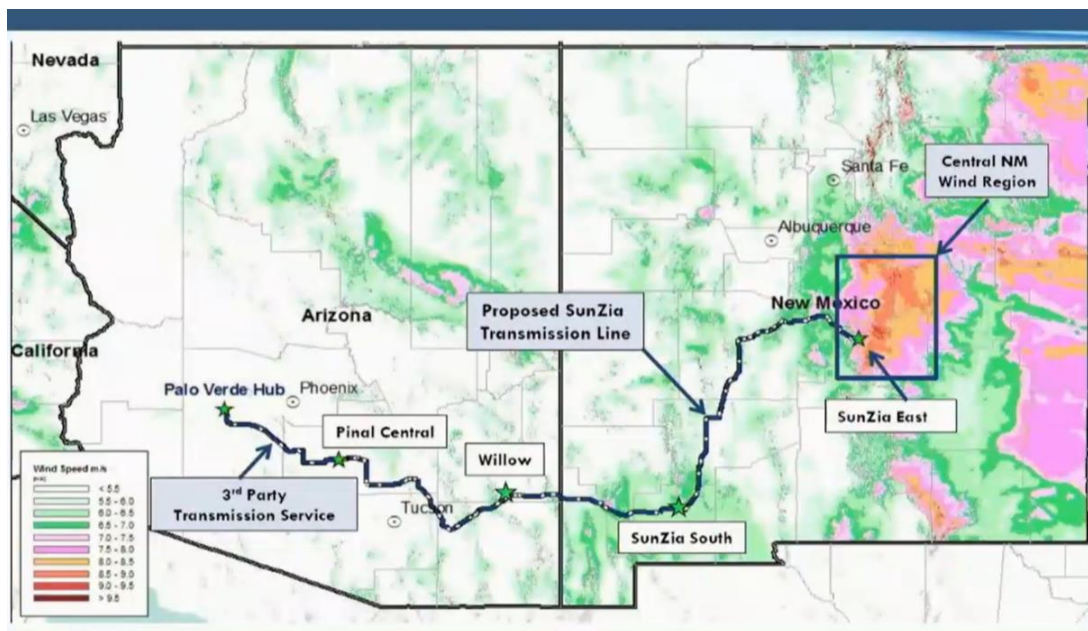 Nevada
Las Vegas
Santa Fe
Central NM
Wind Region
Albuquerque
New Mexico
Proposed SunZia
Transmission Line
Arizona
California
Palo Verde Hub
Phoenix
Pinal Central
SunZia East
Willow
3rd Party
Transmission Service
Tucson
SunZia South
Wind Speed m/s
< 5.5
5.5 - 6.0
6.0 - 6.5
6.5 - 7.0
7.0 - 7.5
7.5 - 8.0
8.0 - 8.5
8.5 - 9.0
9.0 - 9.5
> 9.5